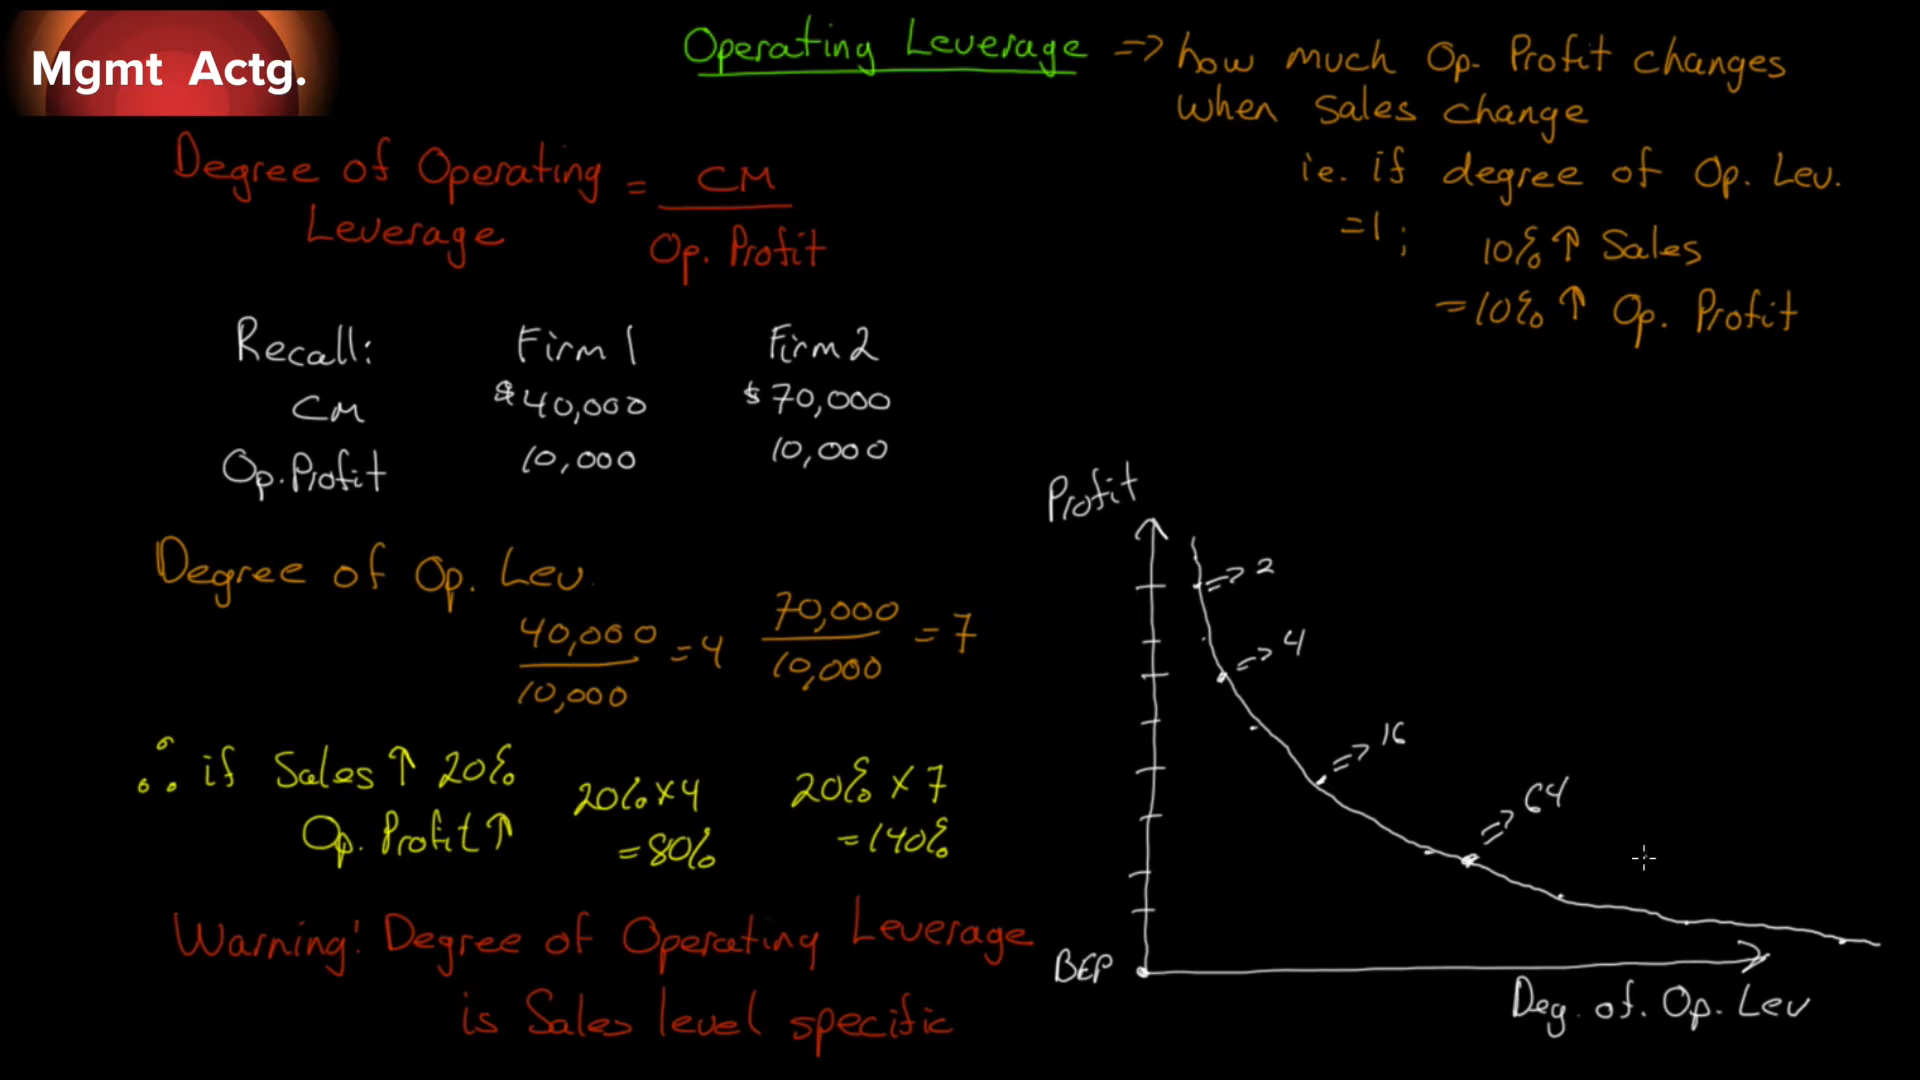 Mgmt Actg.
Operating Leverage => how much Op. Profit changes
when sales change
ie. if degree of Op. Lev.
=1; 10% ↑ Sales
=10% ↑ Op. Profit
Degree of Operating Leverage = CM
Op. Profit
Recall: Firm 1 Firm 2
CM $40,000 $70,000
Op. Profit 10,000 10,000
Degree of Op. Lev.
40,000 = 4 70,000 = 7
10,000 10,000
∴ if Sales ↑ 20% 20%×4 20% × 7
Op. Profit ↑ =80% =140%
Warning! Degree of Operating Leverage
is Sales level specific
Profit
=> 2
=> 4
=> 16
=> 64
BEP
Deg. of. Op. Lev